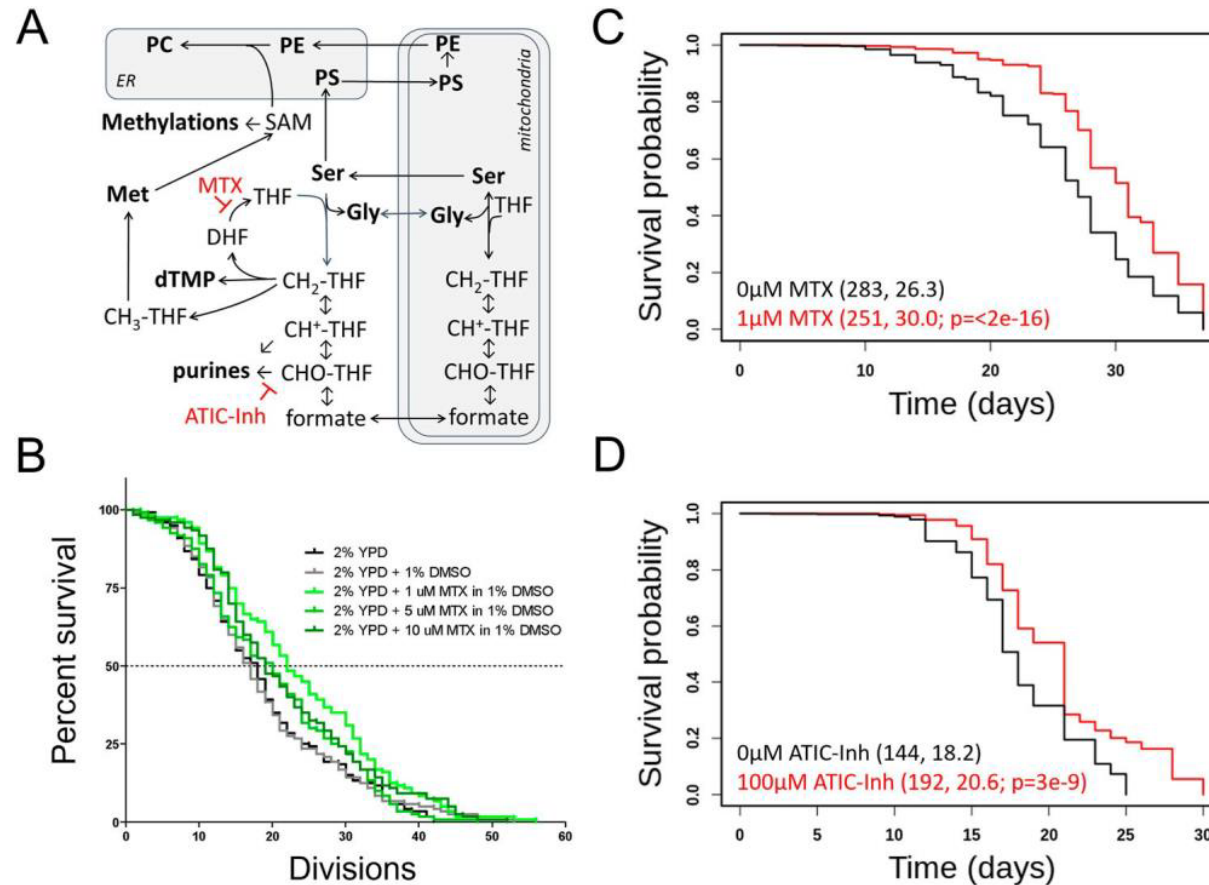 A
PC
PE
PE
ER
PS
PS
mitochondria
Methylations
SAM
Ser
Ser
Met
MTX
THF
Gly
Gly
THF
DHF
dTMP
CH2-THF
CH2-THF
CH3-THF
CH+-THF
CH+-THF
purines
CHO-THF
CHO-THF
ATIC-Inh
formate
formate
B
Percent survival
100
75
50
25
0
2% YPD
2% YPD + 1% DMSO
2% YPD + 1 uM MTX in 1% DMSO
2% YPD + 5 uM MTX in 1% DMSO
2% YPD + 10 uM MTX in 1% DMSO
0 10 20 30 40 50 60
Divisions
C
Survival probability
1.0
0.8
0.6
0.4
0.2
0.0
0µM MTX (283, 26.3)
1µM MTX (251, 30.0; p=<2e-16)
0 10 20 30
Time (days)
D
Survival probability
1.0
0.8
0.6
0.4
0.2
0.0
0µM ATIC-Inh (144, 18.2)
100µM ATIC-Inh (192, 20.6; p=3e-9)
0 5 10 15 20 25 30
Time (days)